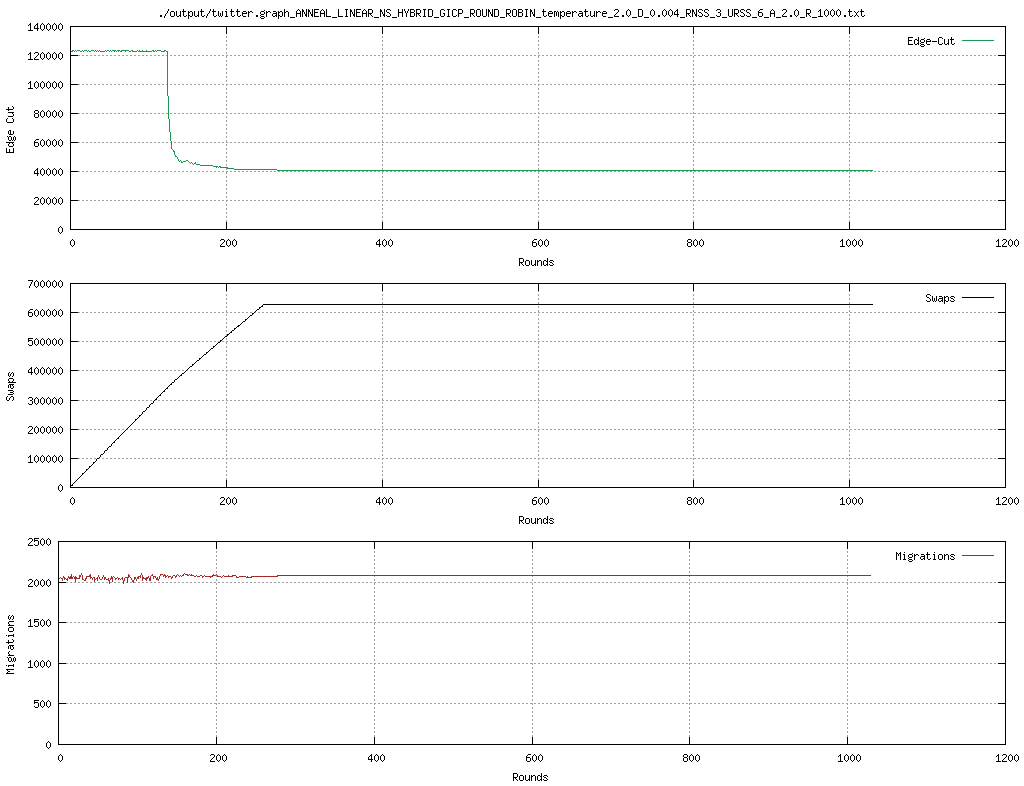 ./output/twitter.graph_ANNEAL_LINEAR_NS_HYBRID_GICP_ROUND_ROBIN_temperature_2.0_D_0.004_RNSS_3_URSS_6_A_2.0_R_1000.txt
140000
120000
100000
80000
60000
40000
20000
0
Edge Cut
Edge-Cut
0 200 400 600 800 1000 1200
Rounds
700000
600000
500000
400000
300000
200000
100000
0
Swaps
Swaps
0 200 400 600 800 1000 1200
Rounds
2500
2000
1500
1000
500
0
Migrations
Migrations
0 200 400 600 800 1000 1200
Rounds